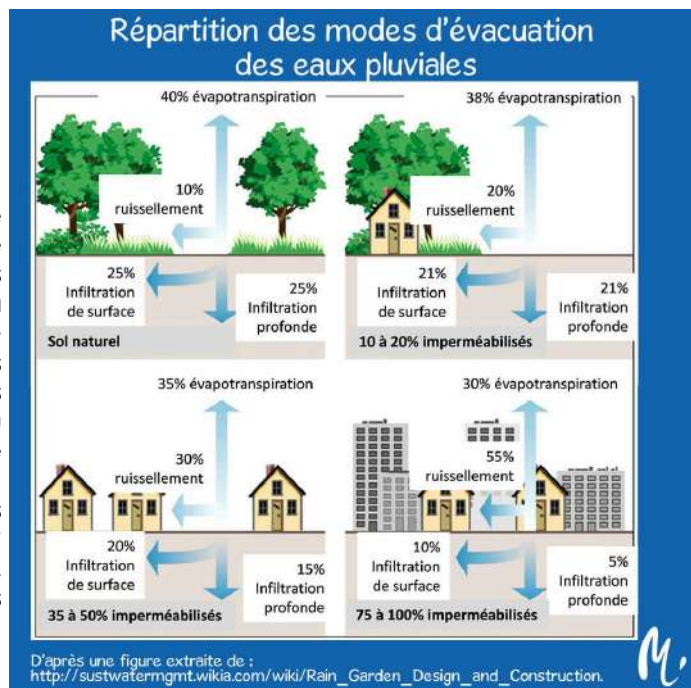 Répartition des modes d'évacuation
des eaux pluviales
40% évapotranspiration
10%
ruissellement
25%
Infiltration
de surface
25%
Infiltration
profonde
Sol naturel
38% évapotranspiration
20%
ruissellement
21%
Infiltration
de surface
21%
Infiltration
profonde
10 à 20% imperméabilisés
35% évapotranspiration
30%
ruissellement
20%
Infiltration
de surface
15%
Infiltration
profonde
35 à 50% imperméabilisés
30% évapotranspiration
55%
ruissellement
10%
Infiltration
de surface
5%
Infiltration
profonde
75 à 100% imperméabilisés
D'après une figure extraite de :
http://sustwatermgmt.wikia.com/wiki/Rain_Garden_Design_and_Construction.
M.